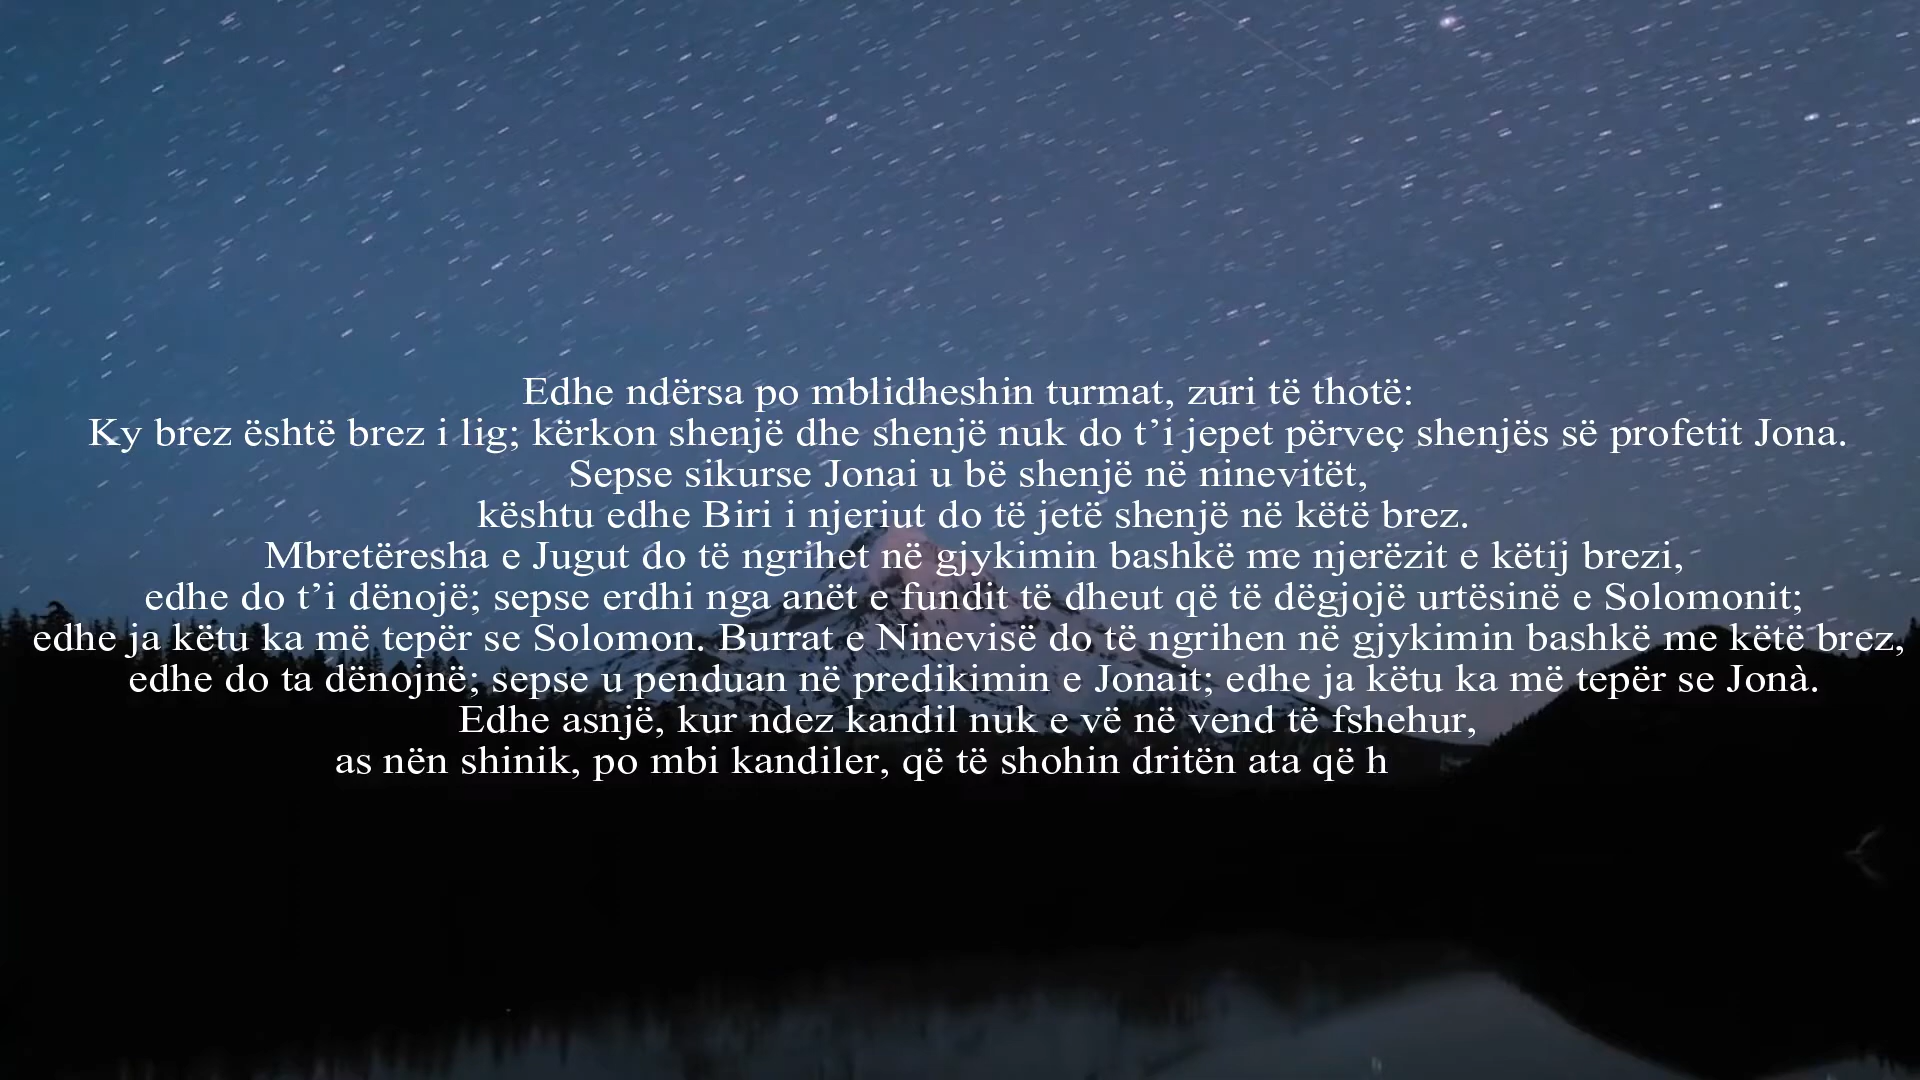 Edhe ndërsa po mblidheshin turmat, zuri të thotë:
Ky brez është brez i lig; kërkon shenjë dhe shenjë nuk do t’i jepet përveç shenjës së profetit Jona.
Sepse sikurse Jonai u bë shenjë në ninevitët,
kështu edhe Biri i njeriut do të jetë shenjë në këtë brez.
Mbretëresha e Jugut do të ngrihet në gjykimin bashkë me njerëzit e këtij brezi,
edhe do t’i dënojë; sepse erdhi nga anët e fundit të dheut që të dëgjojë urtësinë e Solomonit;
edhe ja këtu ka më tepër se Solomon. Burrat e Ninevisë do të ngrihen në gjykimin bashkë me këtë brez,
edhe do ta dënojnë; sepse u penduan në predikimin e Jonait; edhe ja këtu ka më tepër se Jonà.
Edhe asnjë, kur ndez kandil nuk e vë në vend të fshehur,
as nën shinik, po mbi kandiler, që të shohin dritën ata që h